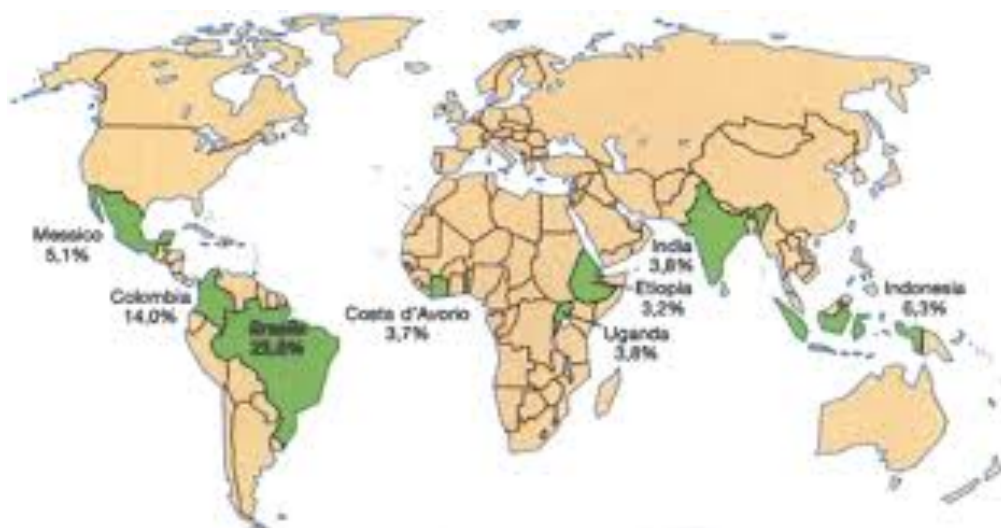 Messico
5,1%
Colombia
14,0%
Brasile
Costa d'Avorio
3,7%
India
3,8%
Etiopia
3,2%
Uganda
3,8%
Indonesia
6,3%